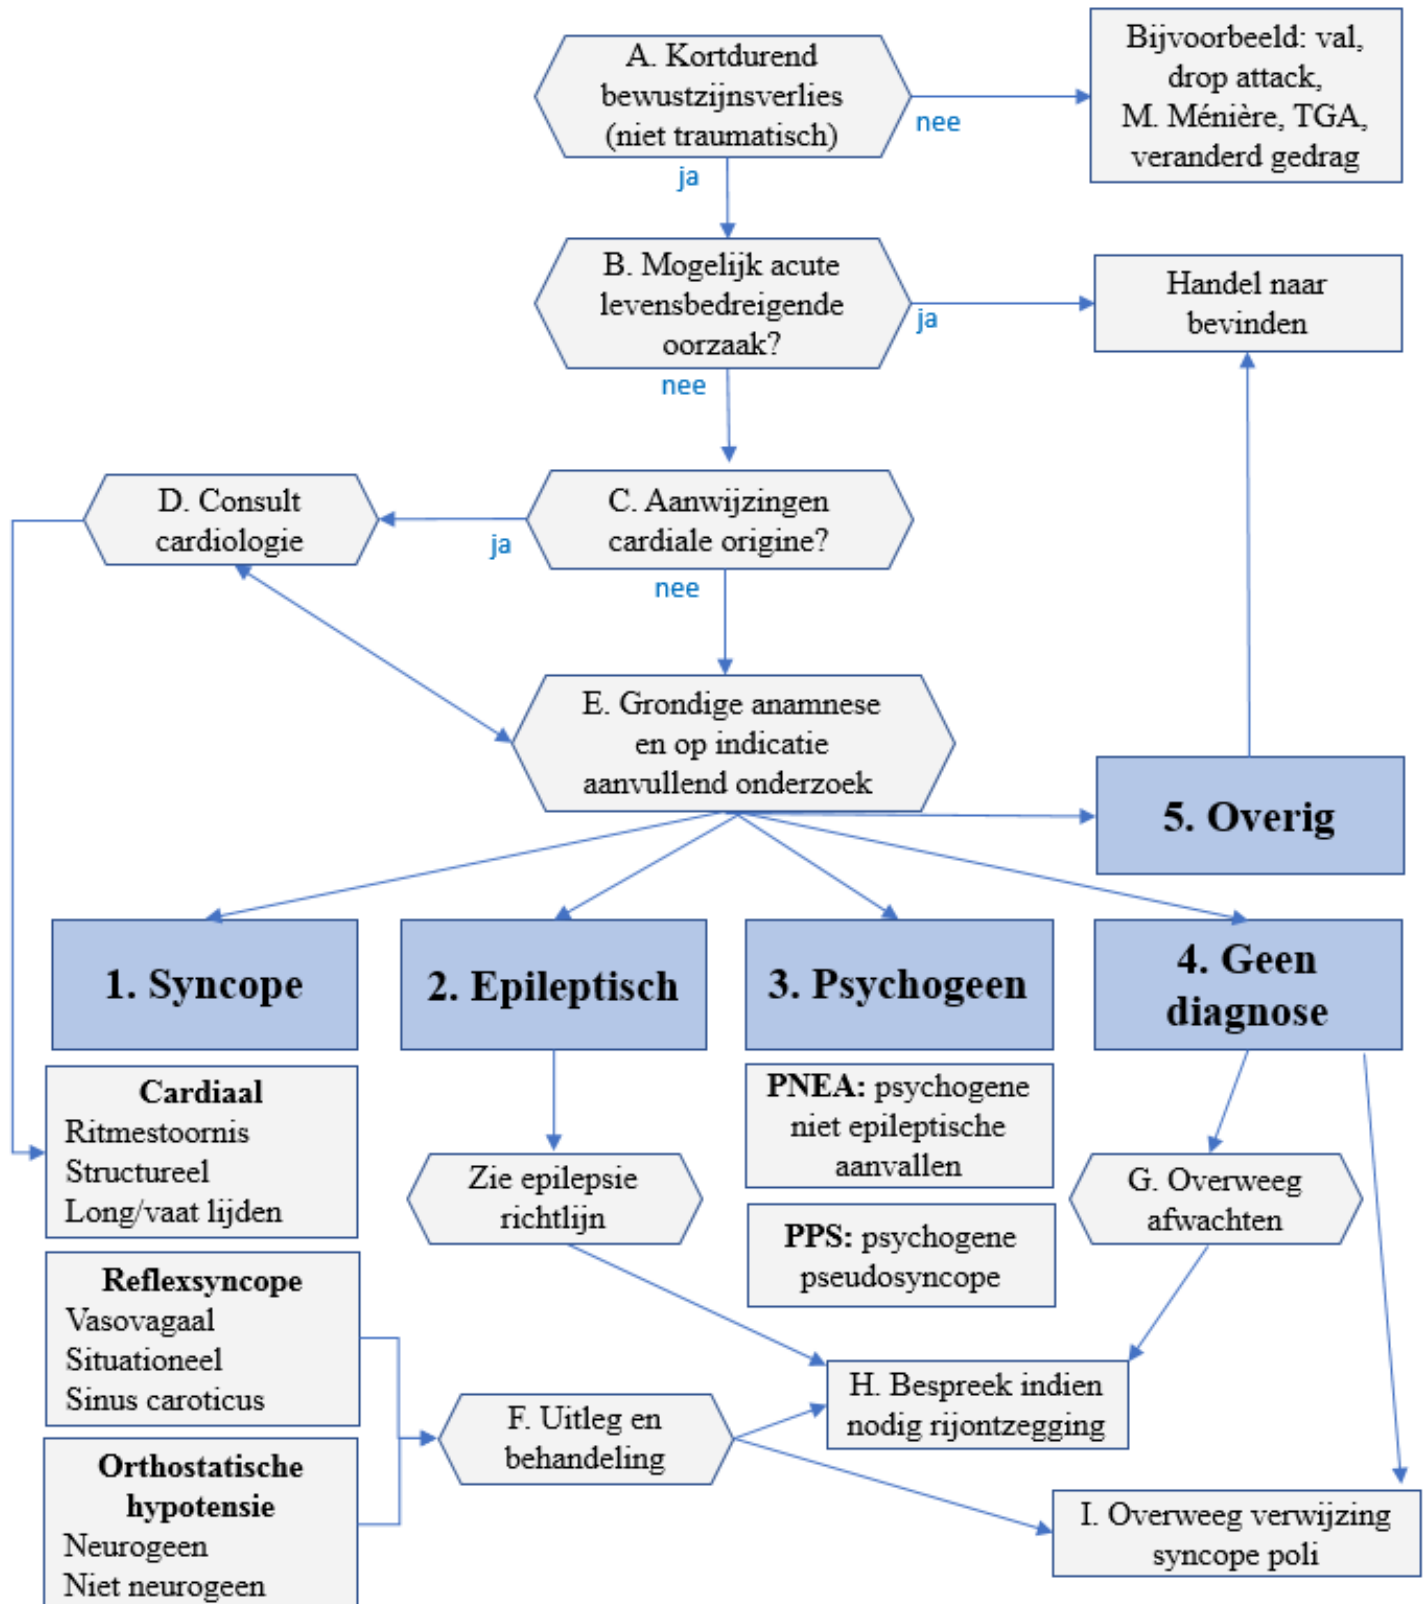 A. Kortdurend
bewustzijnsverlies
(niet traumatisch)
nee
ja
Bijvoorbeeld: val,
drop attack,
M. Ménière, TGA,
veranderd gedrag
B. Mogelijk acute
levensbedreigende
oorzaak?
ja
nee
Handel naar
bevinden
C. Aanwijzingen
cardiale origine?
ja
nee
D. Consult
cardiologie
E. Grondige anamnese
en op indicatie
aanvullend onderzoek
5. Overig
1. Syncope
2. Epileptisch
3. Psychogeen
4. Geen
diagnose
Cardiaal
Ritmestoornis
Structureel
Long/vaat lijden
Reflexsyncope
Vasovagaal
Situationeel
Sinus caroticus
Orthostatische
hypotensie
Neurogeen
Niet neurogeen
Zie epilepsie
richtlijn
PNEA: psychogene
niet epileptische
aanvallen
PPS: psychogene
pseudosyncope
G. Overweeg
afwachten
F. Uitleg en
behandeling
H. Bespreek indien
nodig rijontzegging
I. Overweeg verwijzing
syncope poli